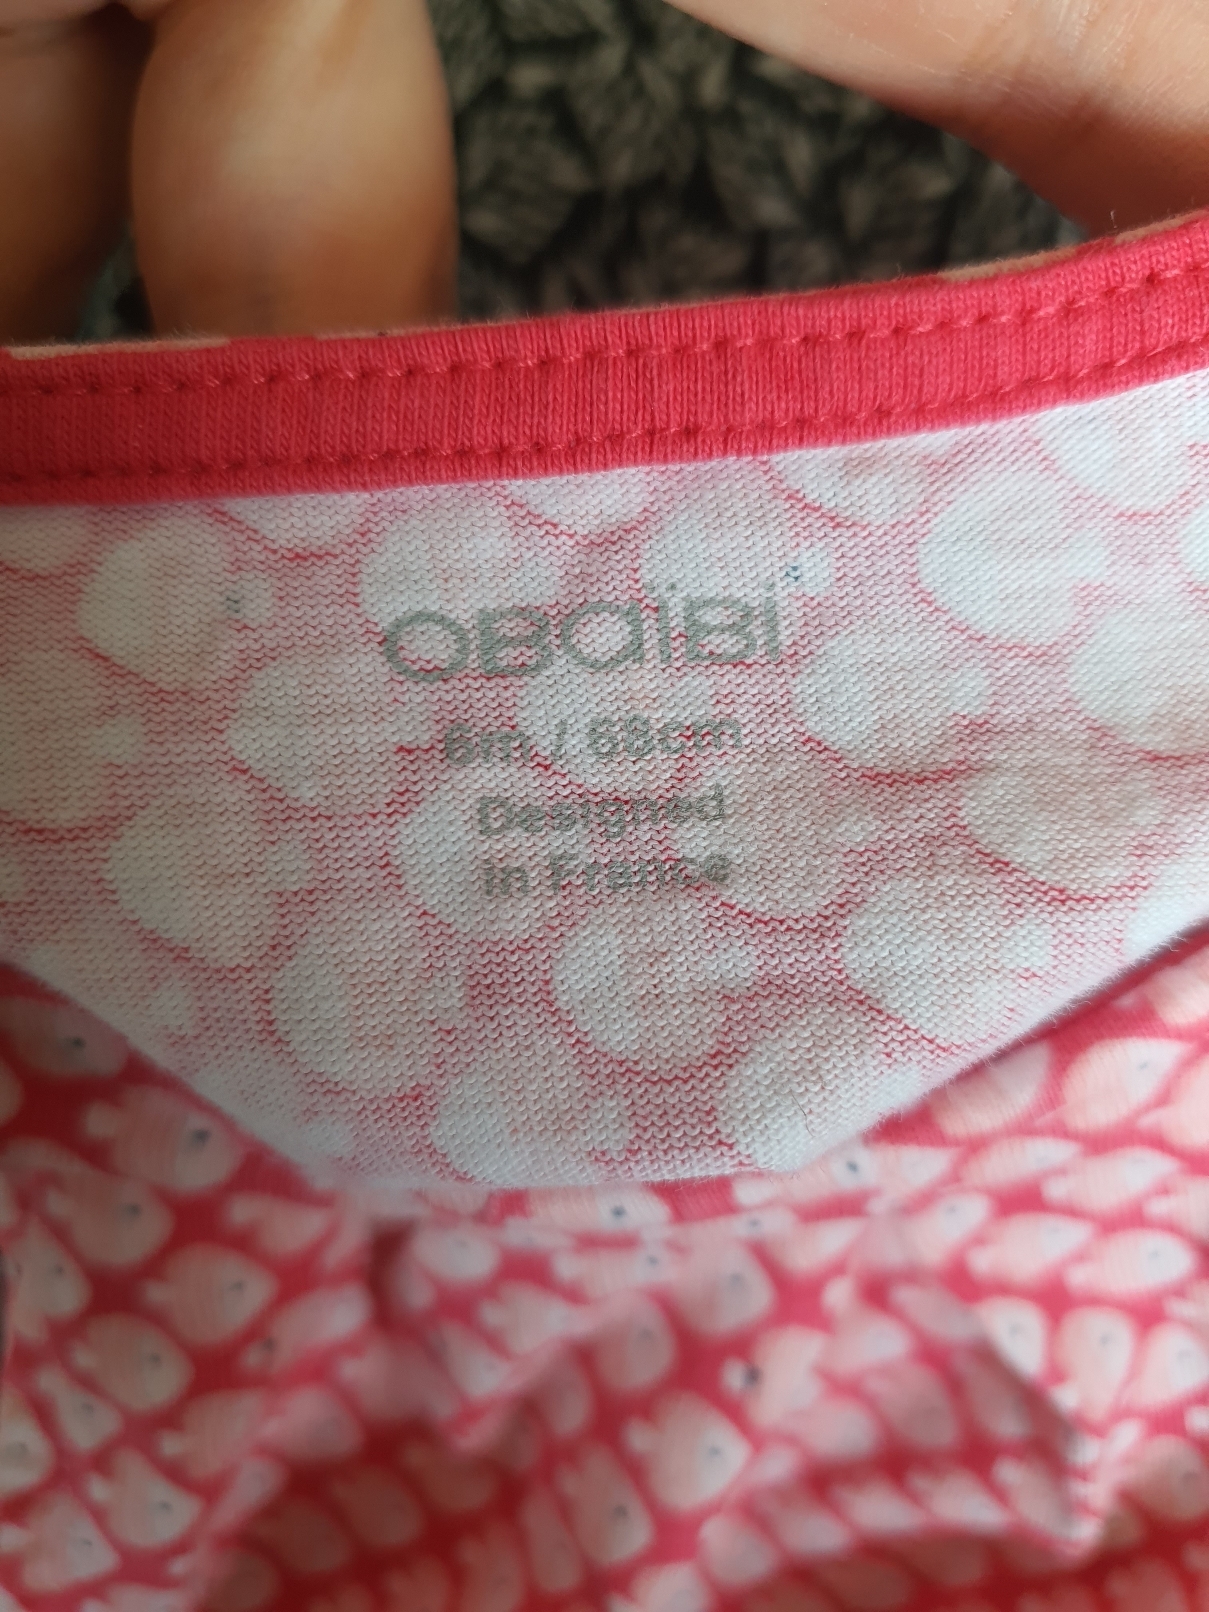 OBaiBi
6m / 68cm
Designed
in France